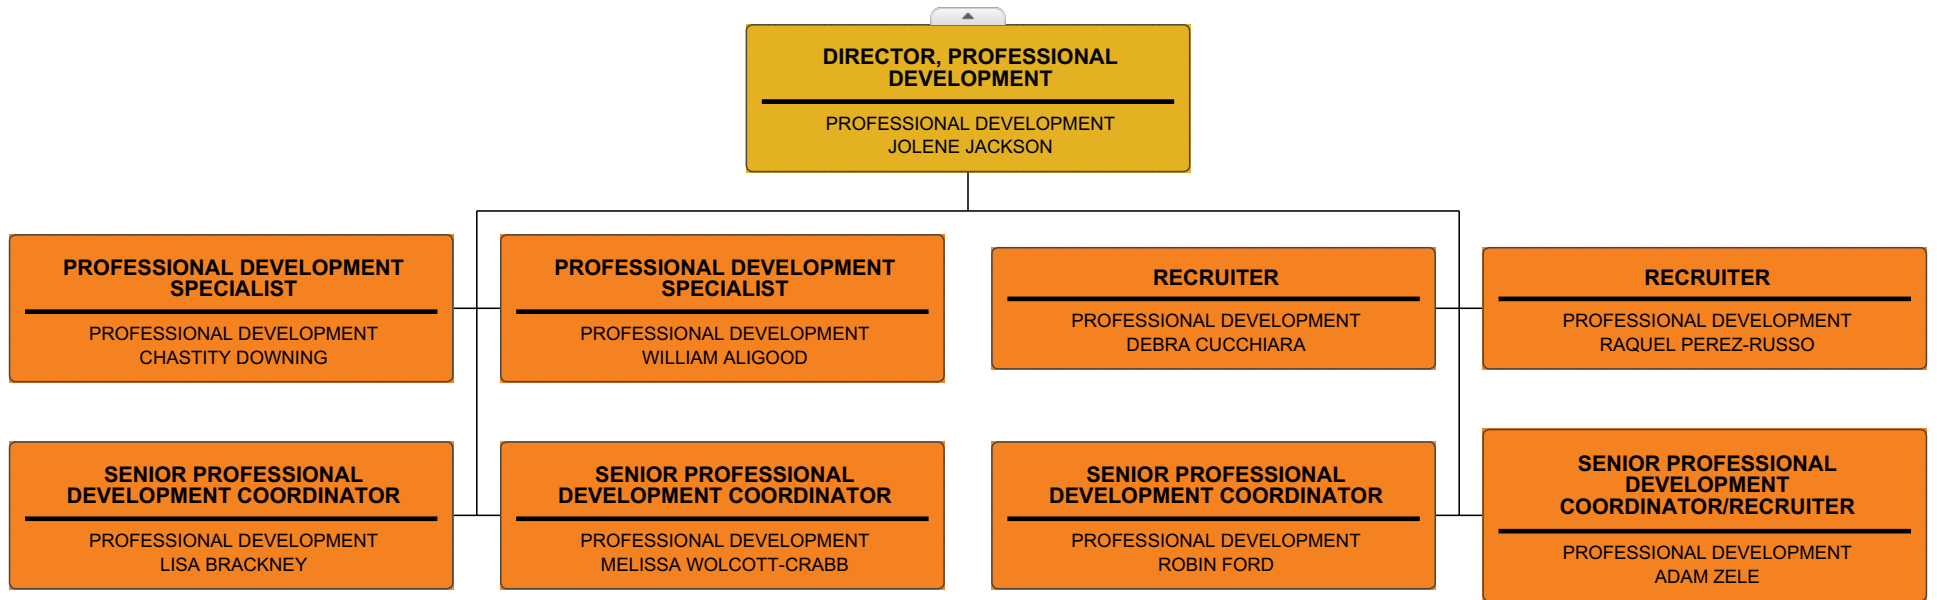 DIRECTOR, PROFESSIONAL
DEVELOPMENT
PROFESSIONAL DEVELOPMENT
JOLENE JACKSON
PROFESSIONAL DEVELOPMENT
SPECIALIST
PROFESSIONAL DEVELOPMENT
CHASTITY DOWNING
PROFESSIONAL DEVELOPMENT
SPECIALIST
PROFESSIONAL DEVELOPMENT
WILLIAM ALIGOOD
RECRUITER
PROFESSIONAL DEVELOPMENT
DEBRA CUCCHIARA
RECRUITER
PROFESSIONAL DEVELOPMENT
RAQUEL PEREZ-RUSSO
SENIOR PROFESSIONAL
DEVELOPMENT COORDINATOR
PROFESSIONAL DEVELOPMENT
LISA BRACKNEY
SENIOR PROFESSIONAL
DEVELOPMENT COORDINATOR
PROFESSIONAL DEVELOPMENT
MELISSA WOLCOTT-CRABB
SENIOR PROFESSIONAL
DEVELOPMENT COORDINATOR
PROFESSIONAL DEVELOPMENT
ROBIN FORD
SENIOR PROFESSIONAL
DEVELOPMENT
COORDINATOR/RECRUITER
PROFESSIONAL DEVELOPMENT
ADAM ZELE